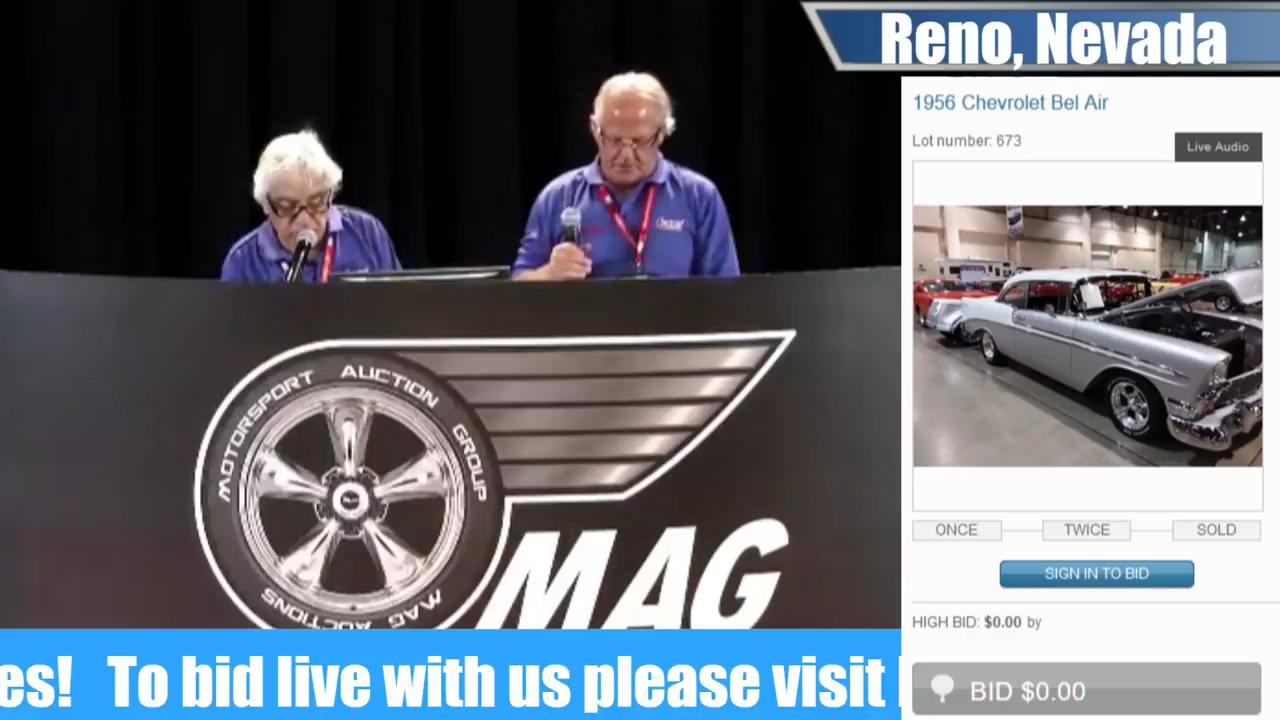 Reno, Nevada
1956 Chevrolet Bel Air
Lot number: 673
Live Audio
MOTORSPORT AUCTION GROUP
MAG AUCTIONS
MAG
ONCE
TWICE
SOLD
SIGN IN TO BID
HIGH BID: $0.00 by
BID $0.00
es! To bid live with us please visit